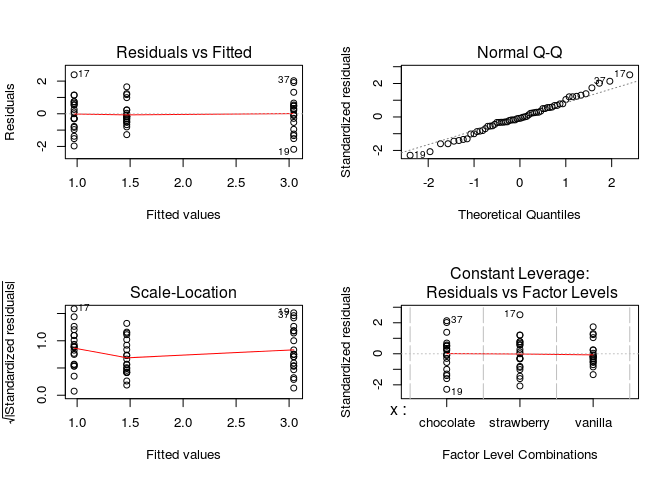 Residuals vs Fitted
Residuals
2
0
-2
17
37
19
1.0 1.5 2.0 2.5 3.0
Fitted values
Normal Q-Q
Standardized residuals
2
0
-2
37 17
19
-2 -1 0 1 2
Theoretical Quantiles
Scale-Location
√|Standardized residuals|
1.0
0.0
17
19
37
1.0 1.5 2.0 2.5 3.0
Fitted values
Constant Leverage:
Residuals vs Factor Levels
Standardized residuals
2
0
-2
37
17
19
x :
chocolate strawberry vanilla
Factor Level Combinations